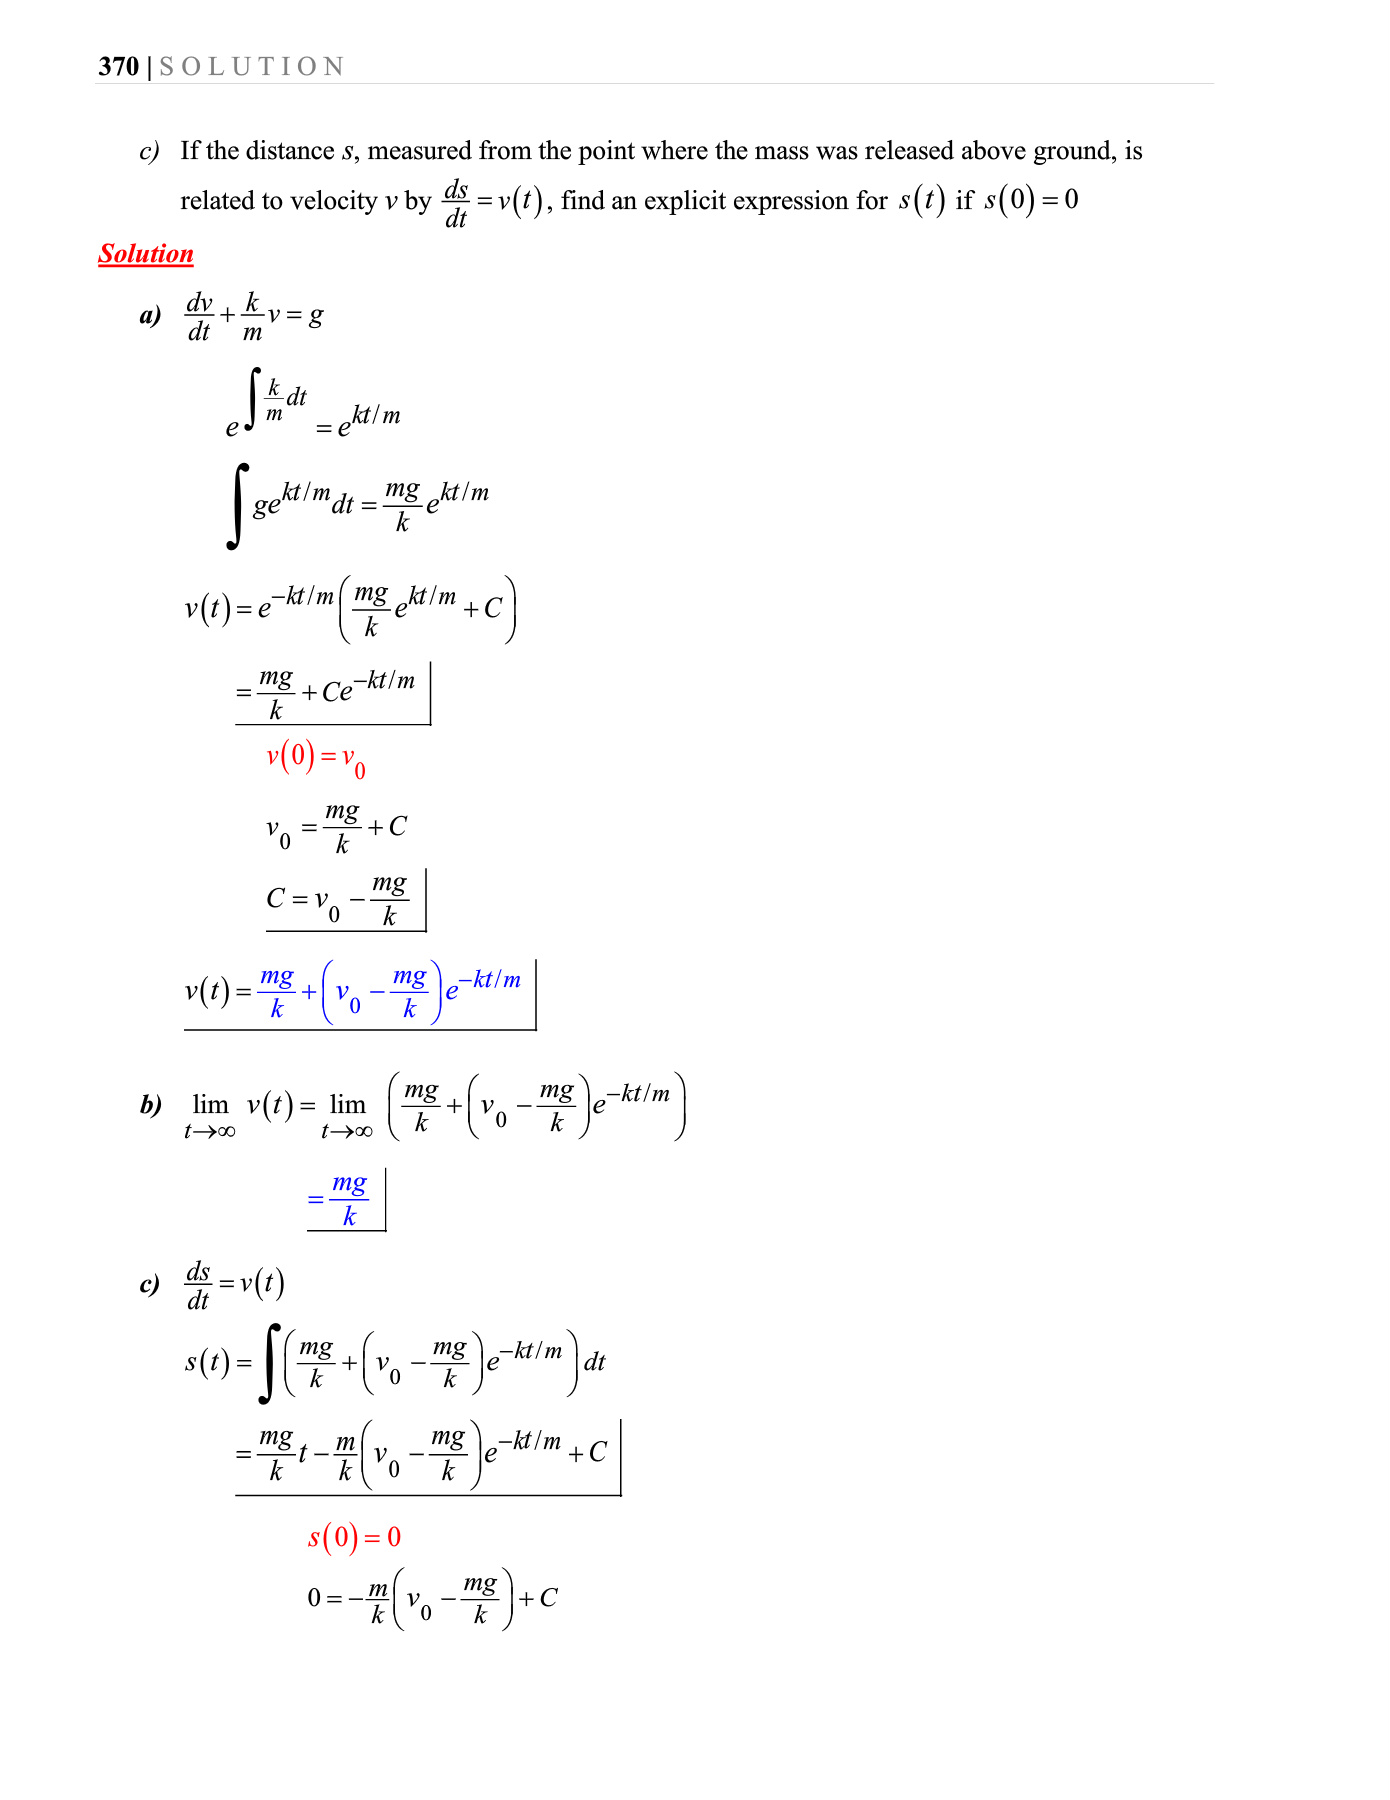 370 | S O L U T I O N
c) If the distance s, measured from the point where the mass was released above ground, is
related to velocity v by \frac{ds}{dt} = v(t), find an explicit expression for s(t) if s(0) = 0
Solution
a) \frac{dv}{dt} + \frac{k}{m} v = g
e^{\int \frac{k}{m} dt} = e^{kt/m}
\int g e^{kt/m} dt = \frac{mg}{k} e^{kt/m}
v(t) = e^{-kt/m} \left( \frac{mg}{k} e^{kt/m} + C \right)
= \frac{mg}{k} + Ce^{-kt/m}
v(0) = v_0
v_0 = \frac{mg}{k} + C
C = v_0 - \frac{mg}{k}
v(t) = \frac{mg}{k} + \left( v_0 - \frac{mg}{k} \right) e^{-kt/m}
b) \lim_{t \to \infty} v(t) = \lim_{t \to \infty} \left( \frac{mg}{k} + \left( v_0 - \frac{mg}{k} \right) e^{-kt/m} \right)
= \frac{mg}{k}
c) \frac{ds}{dt} = v(t)
s(t) = \int \left( \frac{mg}{k} + \left( v_0 - \frac{mg}{k} \right) e^{-kt/m} \right) dt
= \frac{mg}{k} t - \frac{m}{k} \left( v_0 - \frac{mg}{k} \right) e^{-kt/m} + C
s(0) = 0
0 = -\frac{m}{k} \left( v_0 - \frac{mg}{k} \right) + C